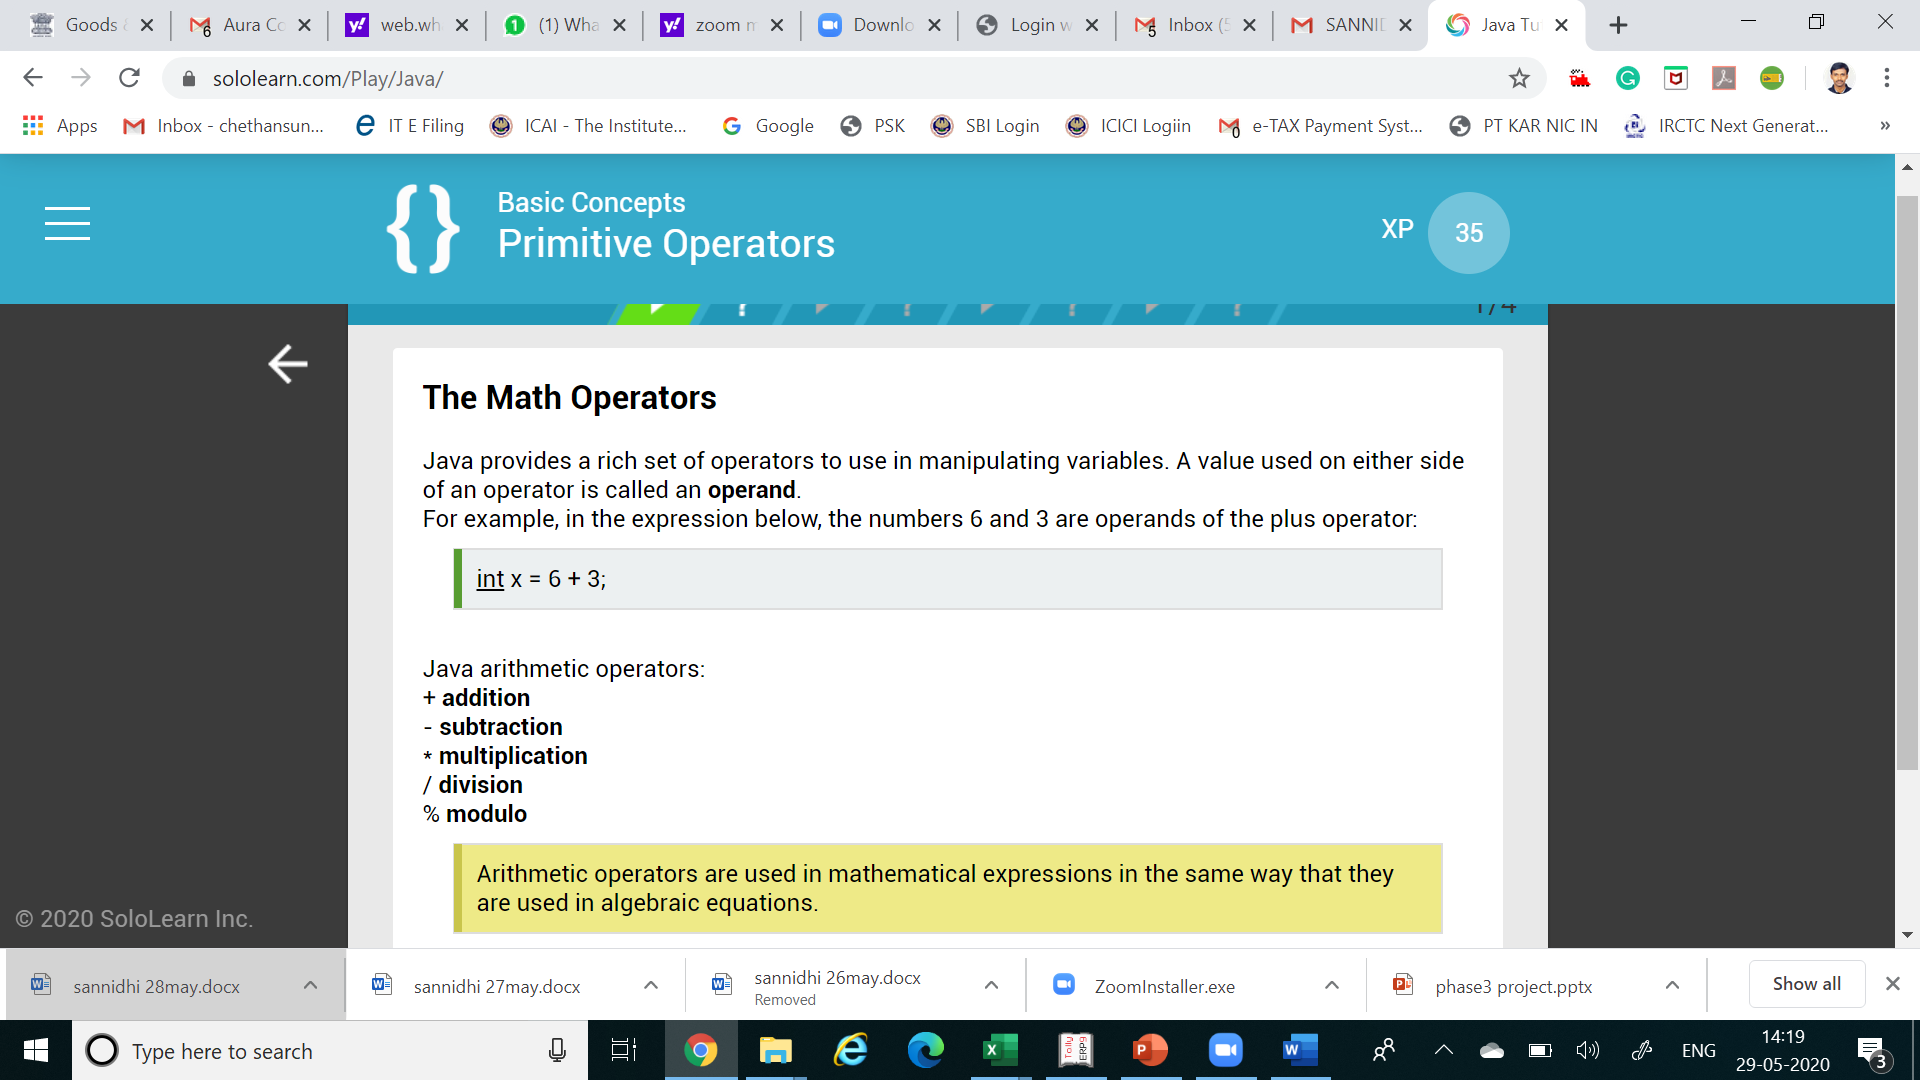 Goods
Aura Co
web.wh
(1) Wha
zoom m
Downlo
Login w
Inbox (5
SANNID
Java Tu
sololearn.com/Play/Java/
Apps
Inbox - chethansun...
IT E Filing
ICAI - The Institute...
Google
PSK
SBI Login
ICICI Logiin
e-TAX Payment Syst...
PT KAR NIC IN
IRCTC Next Generat...
»
Basic Concepts
Primitive Operators
XP
35
1/4
The Math Operators
Java provides a rich set of operators to use in manipulating variables. A value used on either side
of an operator is called an operand.
For example, in the expression below, the numbers 6 and 3 are operands of the plus operator:
int x = 6 + 3;
Java arithmetic operators:
+ addition
- subtraction
* multiplication
/ division
% modulo
Arithmetic operators are used in mathematical expressions in the same way that they
are used in algebraic equations.
© 2020 SoloLearn Inc.
sannidhi 28may.docx
sannidhi 27may.docx
sannidhi 26may.docx
Removed
ZoomInstaller.exe
phase3 project.pptx
Show all
Type here to search
ENG
14:19
29-05-2020
3